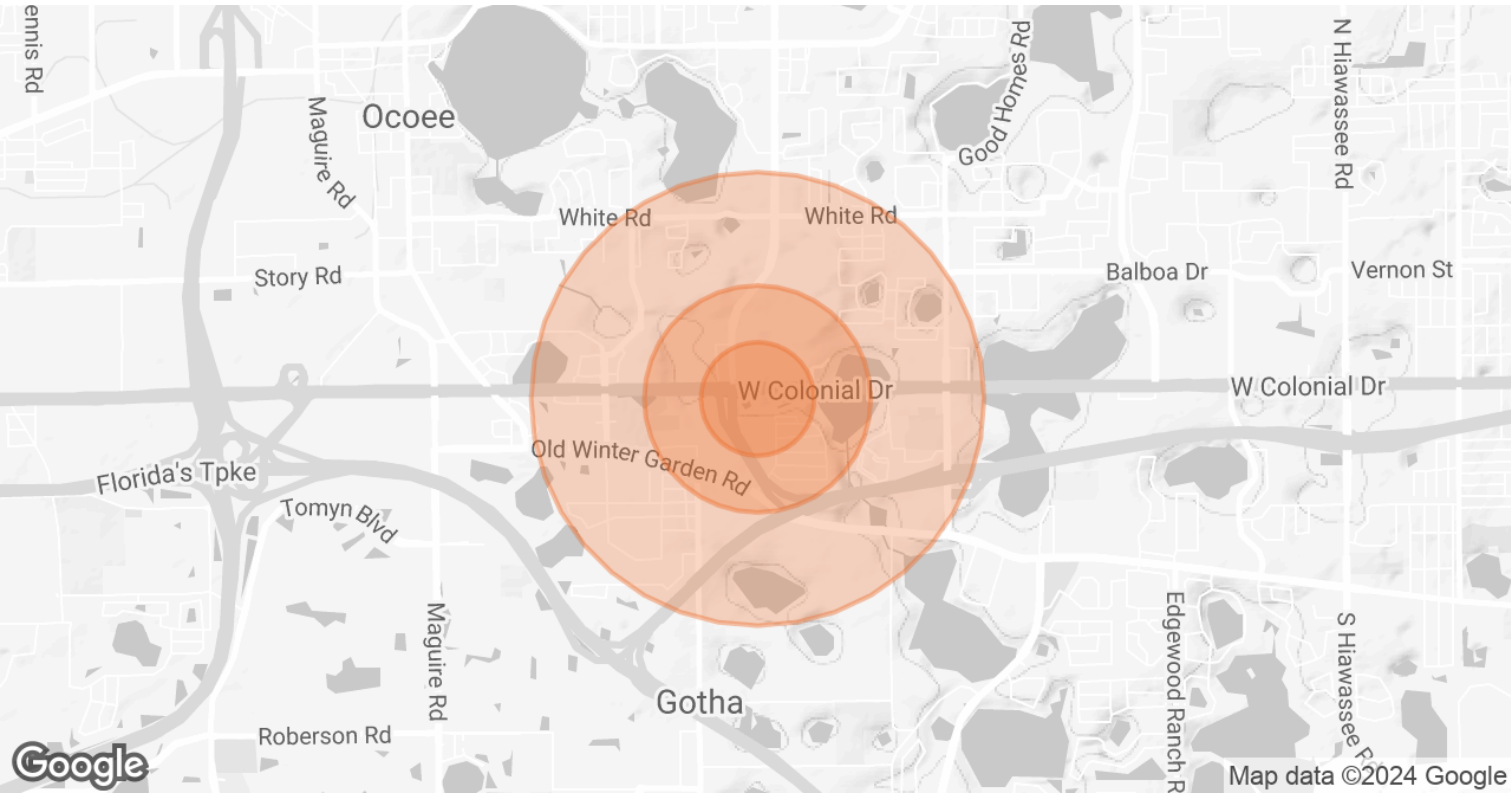 ennis Rd
Ocoee
Maguire Rd
Good Homes Rd
N Hiawassee Rd
White Rd
White Rd
Story Rd
Balboa Dr
Vernon St
W Colonial Dr
W Colonial Dr
Old Winter Garden Rd
Florida's Tpke
Tomyn Blvd
Maguire Rd
Edgewood Ranch R
S Hiawassee Rd
Gotha
Roberson Rd
Google
Map data ©2024 Google